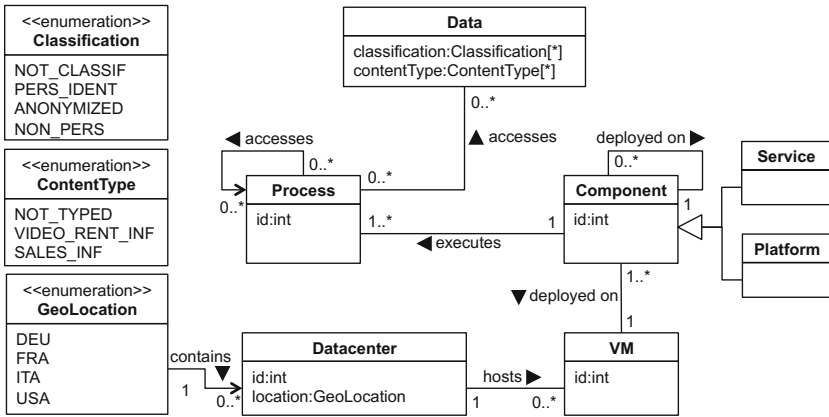 <<enumeration>>
Classification
NOT_CLASSIF
PERS_IDENT
ANONYMIZED
NON_PERS
<<enumeration>>
ContentType
NOT_TYPED
VIDEO_RENT_INF
SALES_INF
<<enumeration>>
GeoLocation
DEU
FRA
ITA
USA
Data
classification:Classification[*]
contentType:ContentType[*]
0..*
◀ accesses
▲ accesses
deployed on ▶
0..*
0..*
0..*
0..*
1
Process
id:int
1..*
1
◀ executes
Component
id:int
Service
Platform
1..*
▼ deployed on
1
contains
▼
1
0..*
Datacenter
id:int
location:GeoLocation
hosts ▶
1
0..*
VM
id:int